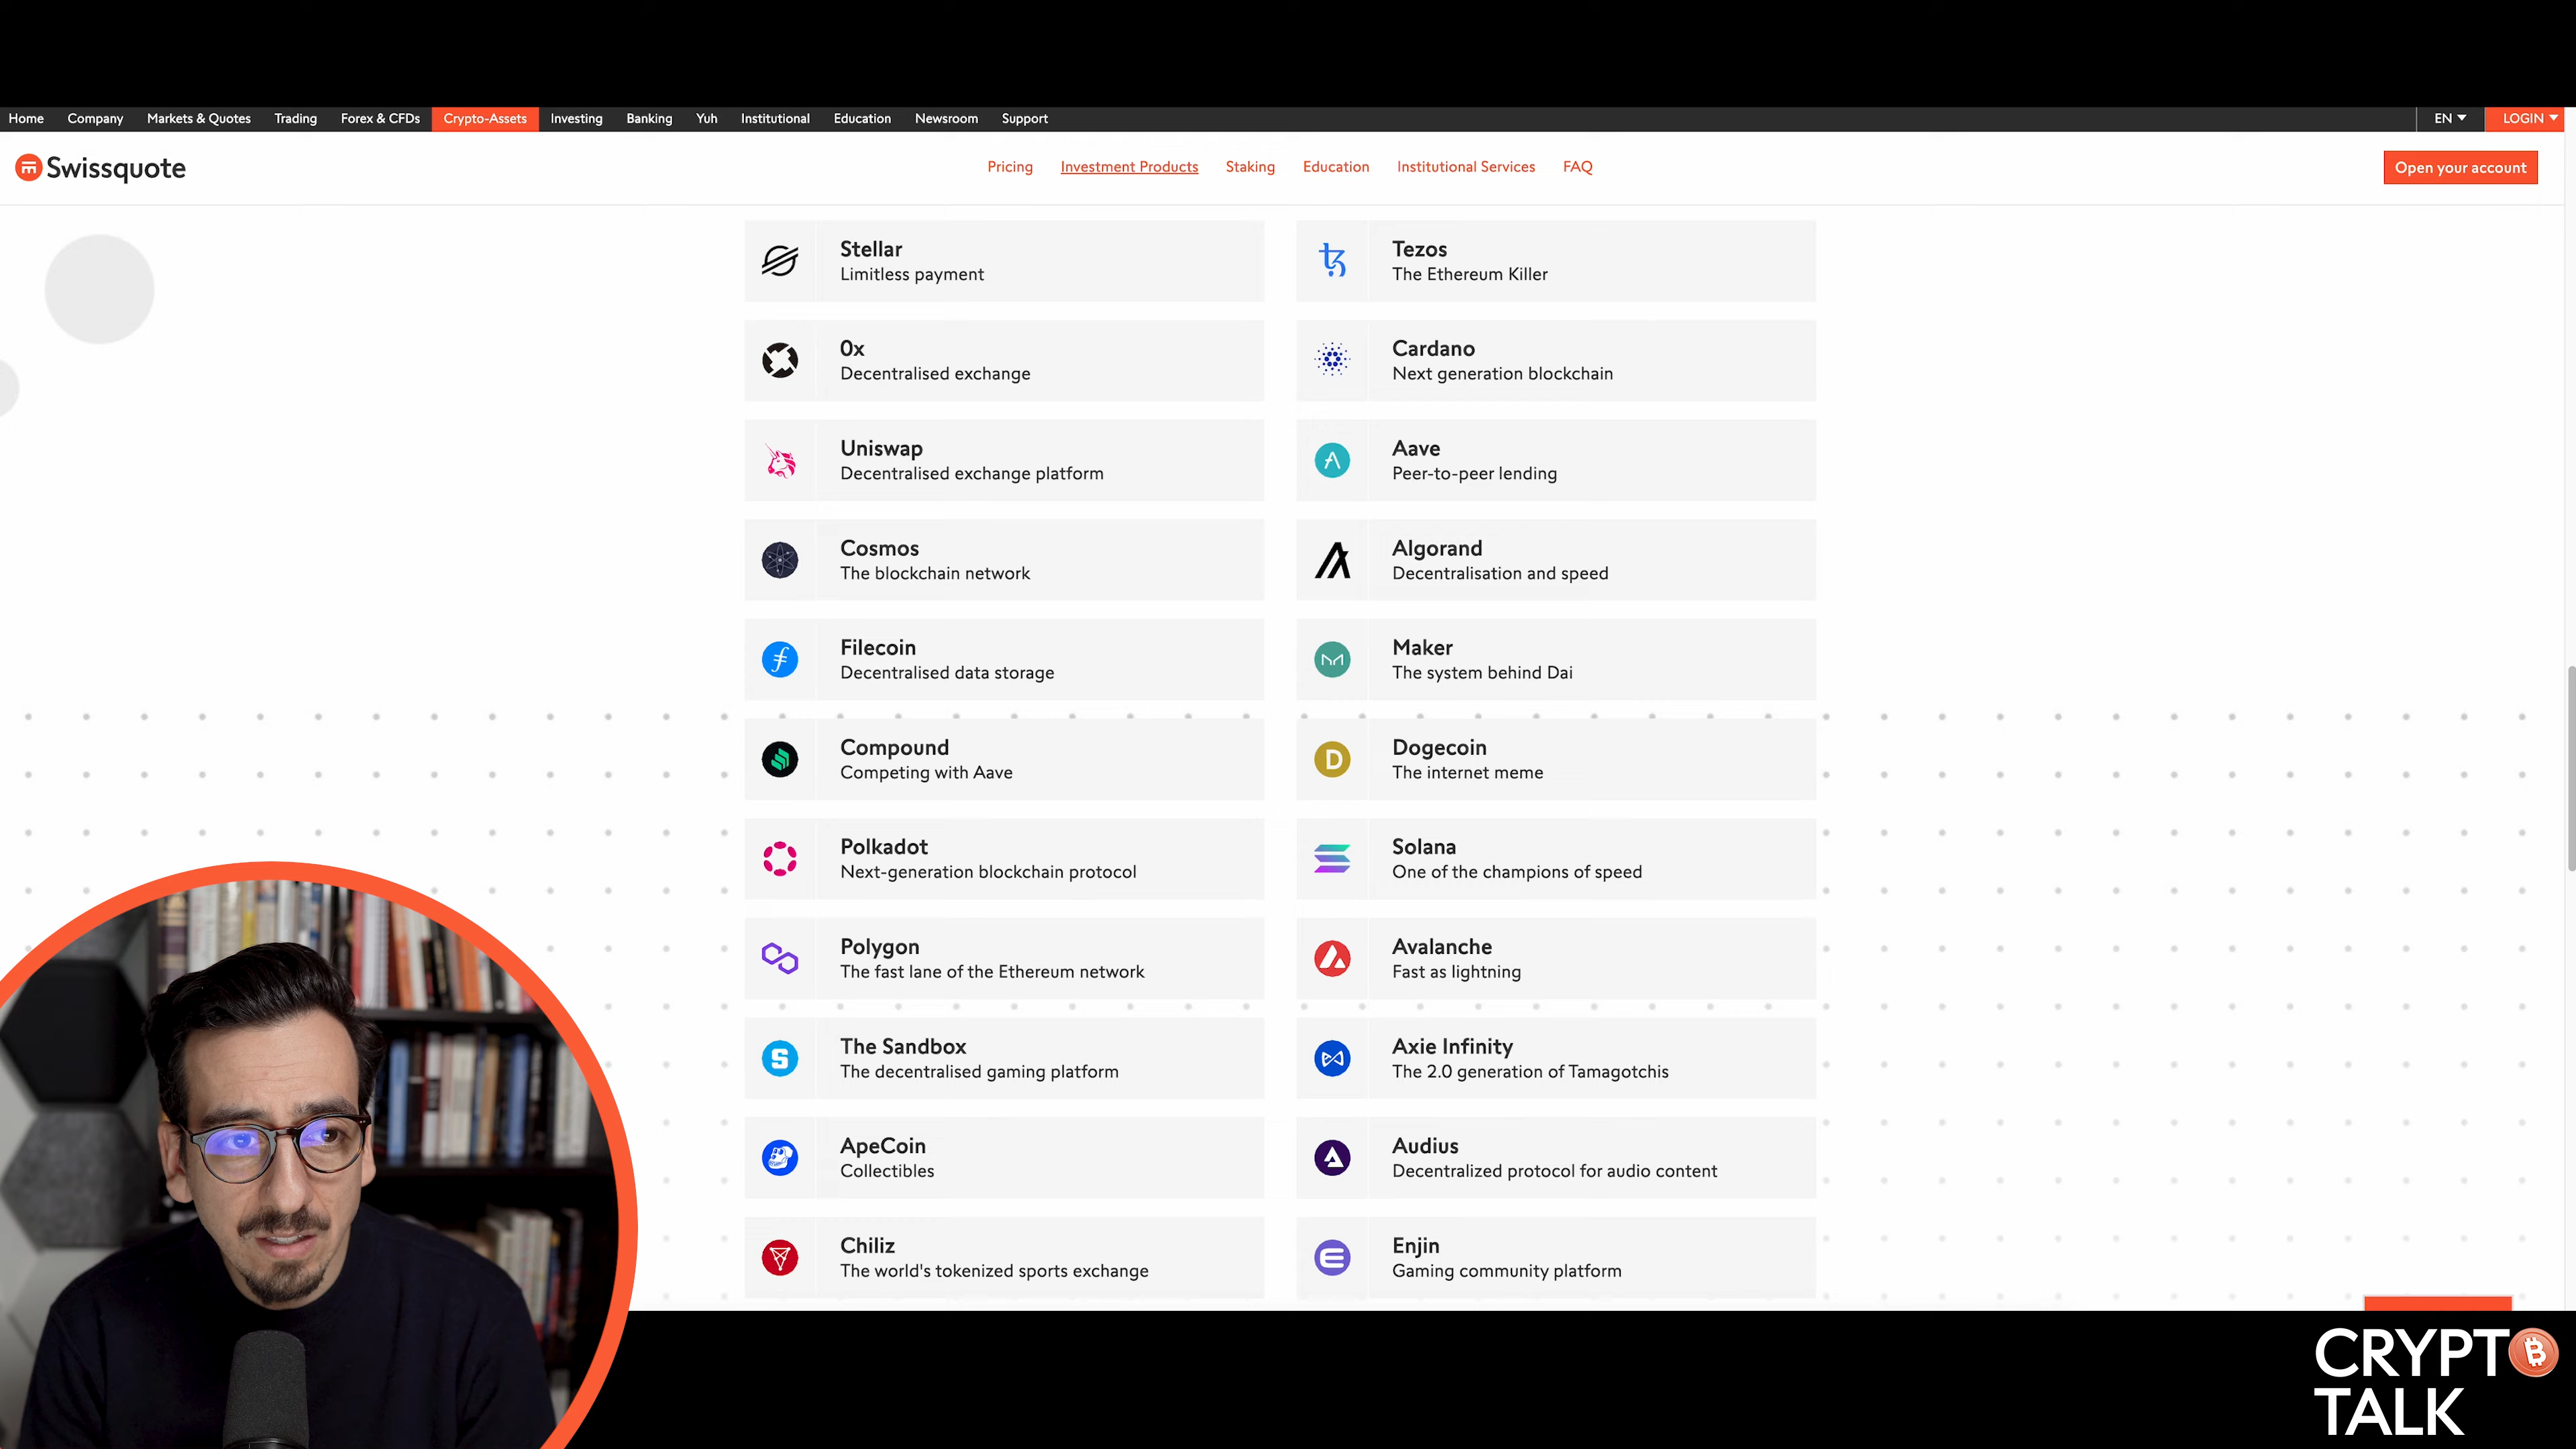 Home Company Markets & Quotes Trading Forex & CFDs Crypto-Assets Investing Banking Yuh Institutional Education Newsroom Support EN LOGIN
Swissquote Pricing Investment Products Staking Education Institutional Services FAQ Open your account
Stellar
Limitless payment
Tezos
The Ethereum Killer
0x
Decentralised exchange
Cardano
Next generation blockchain
Uniswap
Decentralised exchange platform
Aave
Peer-to-peer lending
Cosmos
The blockchain network
Algorand
Decentralisation and speed
Filecoin
Decentralised data storage
Maker
The system behind Dai
Compound
Competing with Aave
Dogecoin
The internet meme
Polkadot
Next-generation blockchain protocol
Solana
One of the champions of speed
Polygon
The fast lane of the Ethereum network
Avalanche
Fast as lightning
The Sandbox
The decentralised gaming platform
Axie Infinity
The 2.0 generation of Tamagotchis
ApeCoin
Collectibles
Audius
Decentralized protocol for audio content
Chiliz
The world's tokenized sports exchange
Enjin
Gaming community platform
CRYPTO
TALK